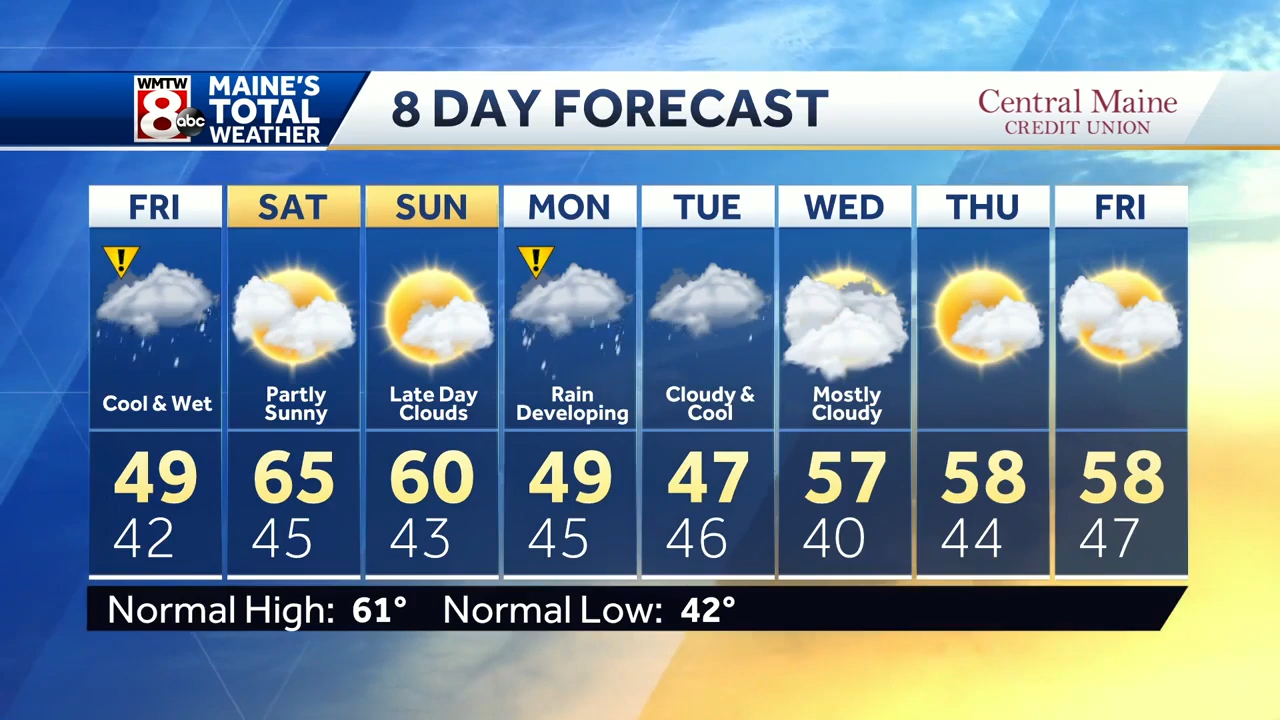 WMTW
8
abc
MAINE'S
TOTAL
WEATHER
8 DAY FORECAST
Central Maine
CREDIT UNION
FRI
SAT
SUN
MON
TUE
WED
THU
FRI
!
!
Cool & Wet
Partly
Sunny
Late Day
Clouds
Rain
Developing
Cloudy &
Cool
Mostly
Cloudy
49
65
60
49
47
57
58
58
42
45
43
45
46
40
44
47
Normal High: 61° Normal Low: 42°